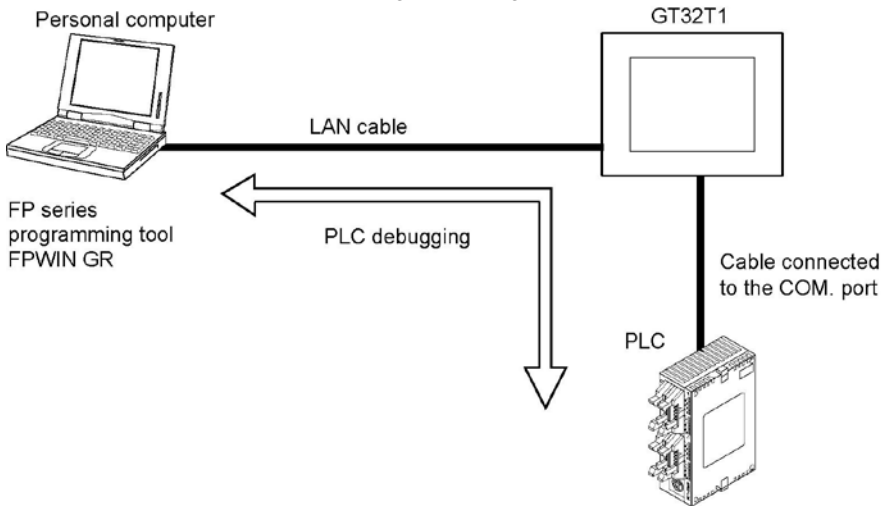 Personal computer
GT32T1
LAN cable
FP series
programming tool
FPWIN GR
PLC debugging
Cable connected
to the COM. port
PLC